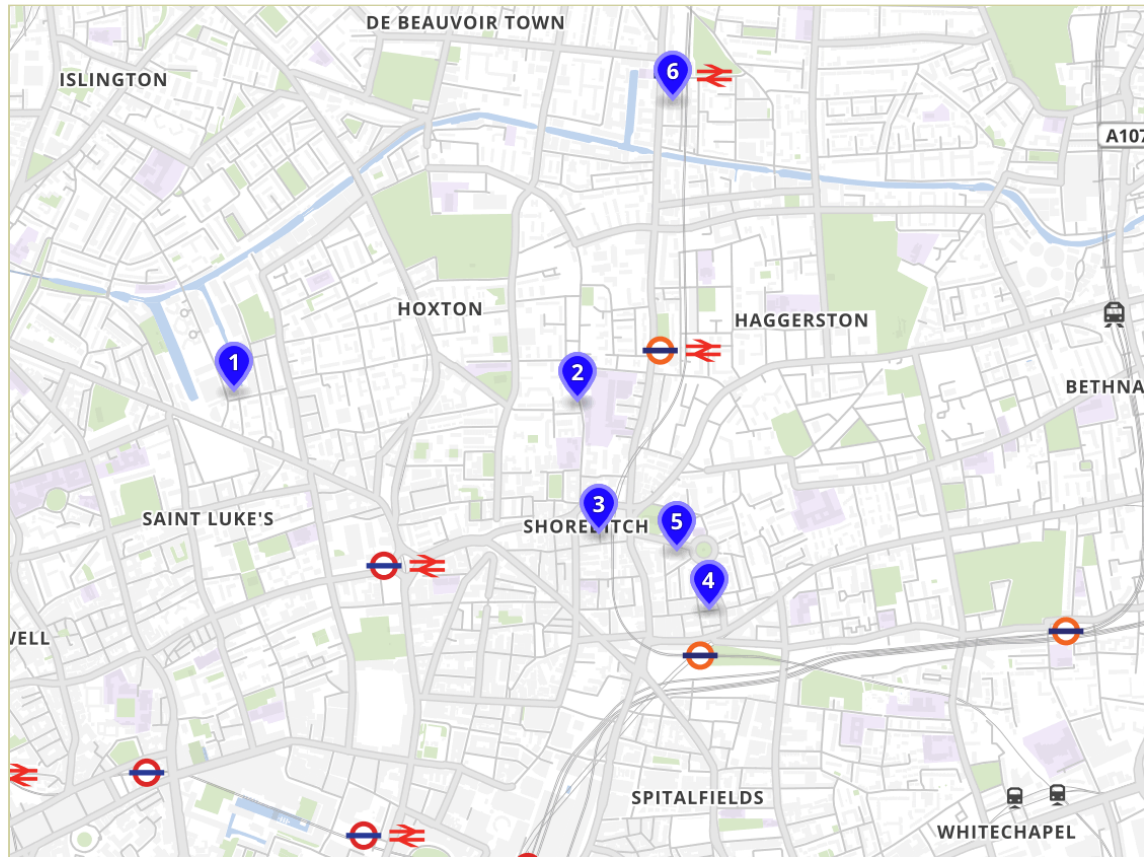 DE BEAUVOIR TOWN
ISLINGTON
6
A107
HOXTON
HAGGERSTON
1
2
BETHNA
3
SHOREDITCH
5
SAINT LUKE'S
4
WELL
SPITALFIELDS
WHITECHAPEL